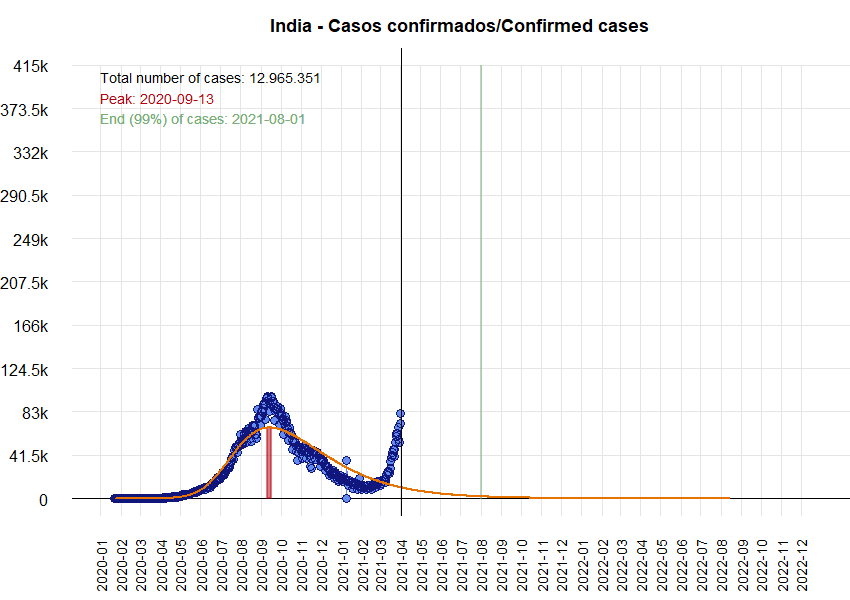 India - Casos confirmados/Confirmed cases
415k
373.5k
332k
290.5k
249k
207.5k
166k
124.5k
83k
41.5k
0
Total number of cases: 12.965.351
Peak: 2020-09-13
End (99%) of cases: 2021-08-01
2020-01
2020-02
2020-03
2020-04
2020-05
2020-06
2020-07
2020-08
2020-09
2020-10
2020-11
2020-12
2021-01
2021-02
2021-03
2021-04
2021-05
2021-06
2021-07
2021-08
2021-09
2021-10
2021-11
2021-12
2022-01
2022-02
2022-03
2022-04
2022-05
2022-06
2022-07
2022-08
2022-09
2022-10
2022-11
2022-12